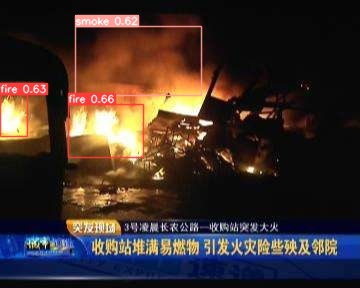 smoke 0.62
fire 0.63
fire 0.66
突发现场
3号凌晨长农公路一收购站突发大火
收购站堆满易燃物 引发火灾险些殃及邻院